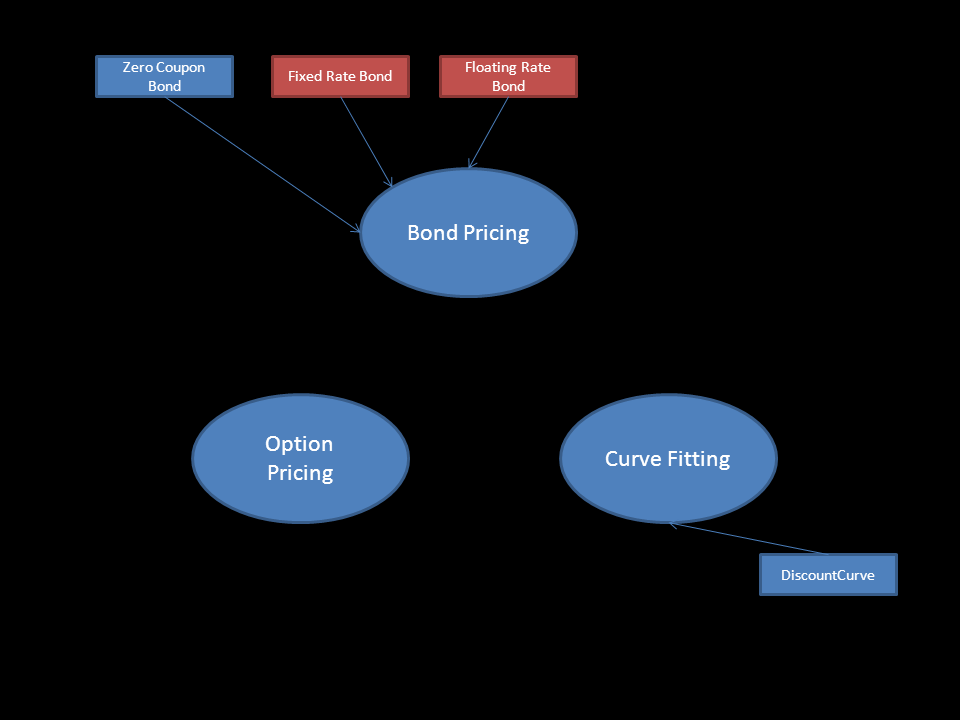 Zero Coupon
Bond
Fixed Rate Bond
Floating Rate
Bond
Bond Pricing
Option
Pricing
Curve Fitting
DiscountCurve